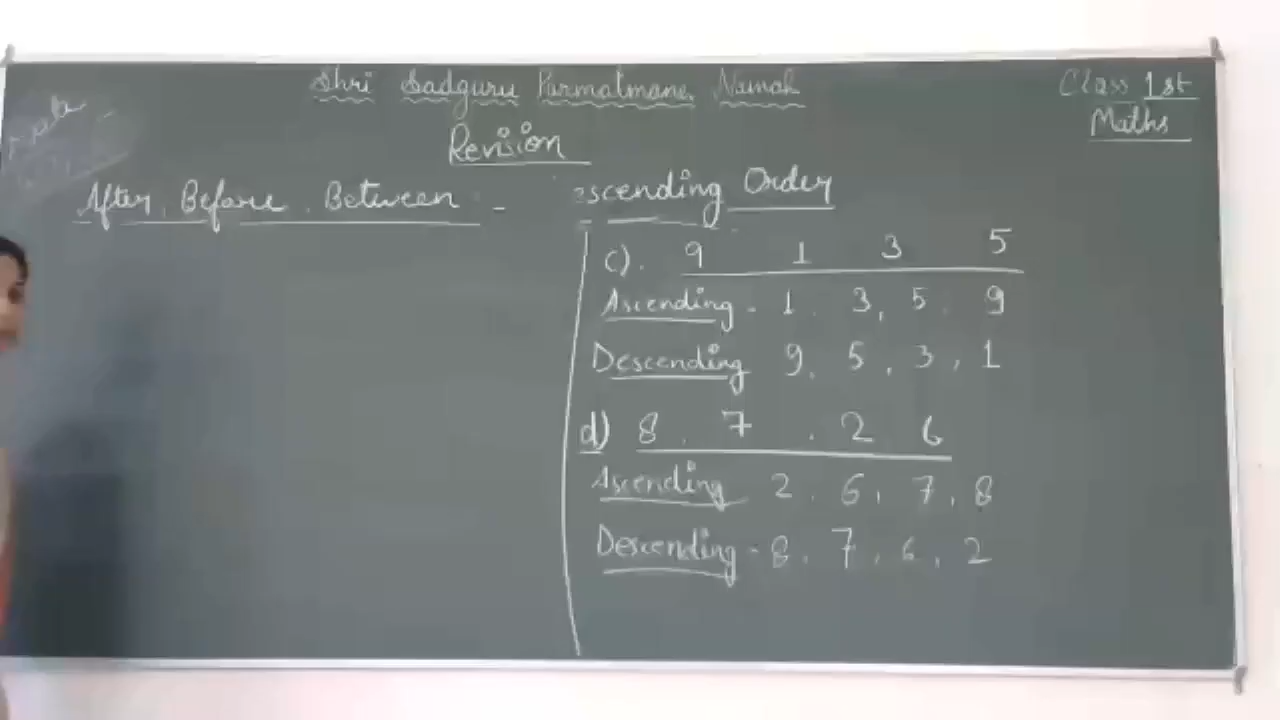 Shri Sadguru Parmatmane Namah
Class 1st
Maths
Revision
After, Before, Between -
scending Order
c). 9 1 3 5
Ascending - 1, 3, 5, 9
Descending 9, 5, 3, 1
d) 8, 7, 2 6
Ascending 2, 6, 7, 8
Descending - 8, 7, 6, 2